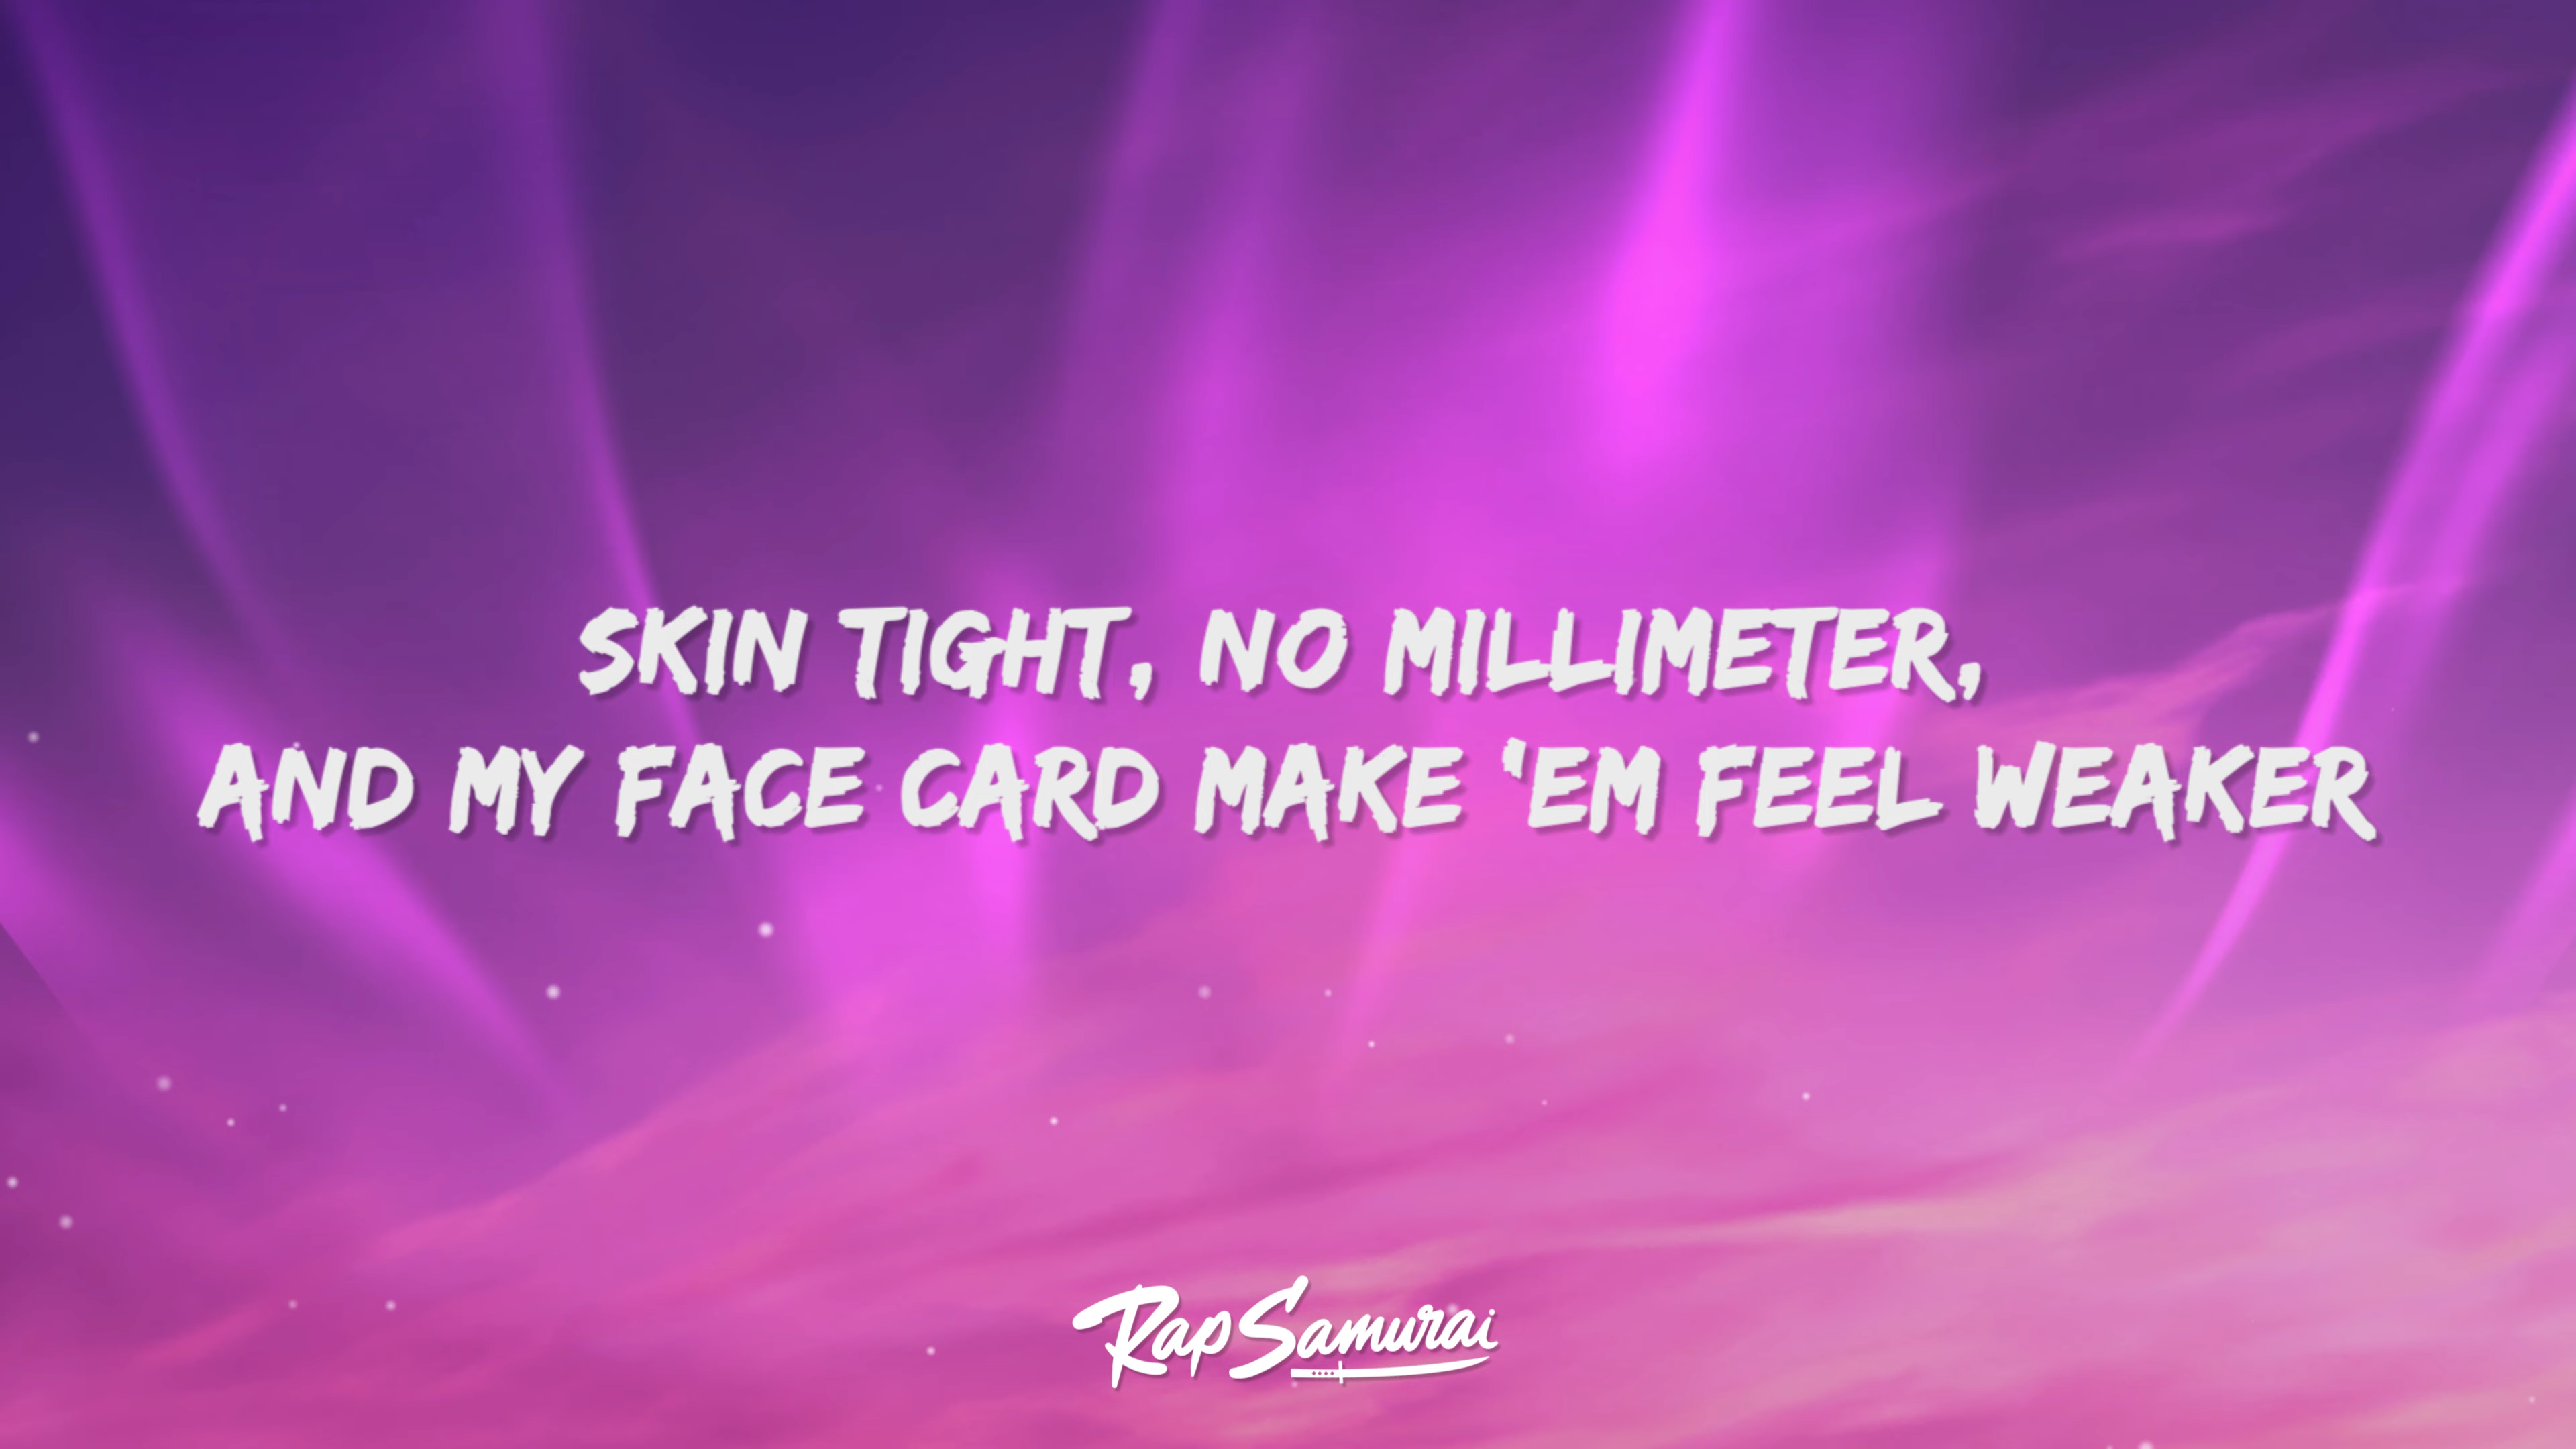 SKIN TIGHT, NO MILLIMETER,
AND MY FACE CARD MAKE ‘EM FEEL WEAKER
RapSamurai